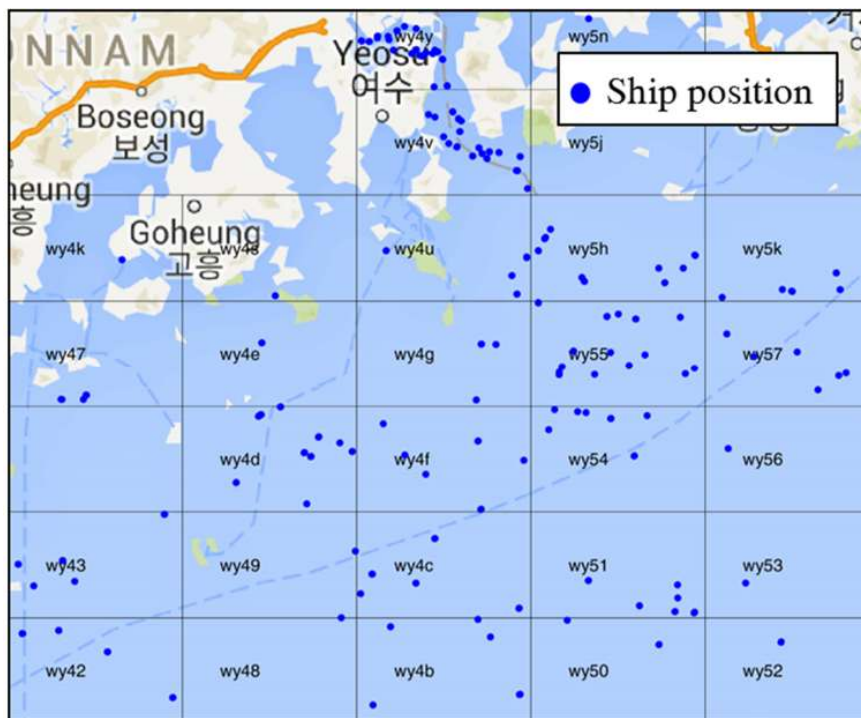 ONNAM
wy4y
wy5n
Yeosu
여수
Ship position
Boseong
보성
wy4v
wy5j
heung
흥
Goheung
고흥
wy4k
wy4s
wy4u
wy5h
wy5k
wy47
wy4e
wy4g
wy55
wy57
wy4d
wy4f
wy54
wy56
wy43
wy49
wy4c
wy51
wy53
wy42
wy48
wy4b
wy50
wy52